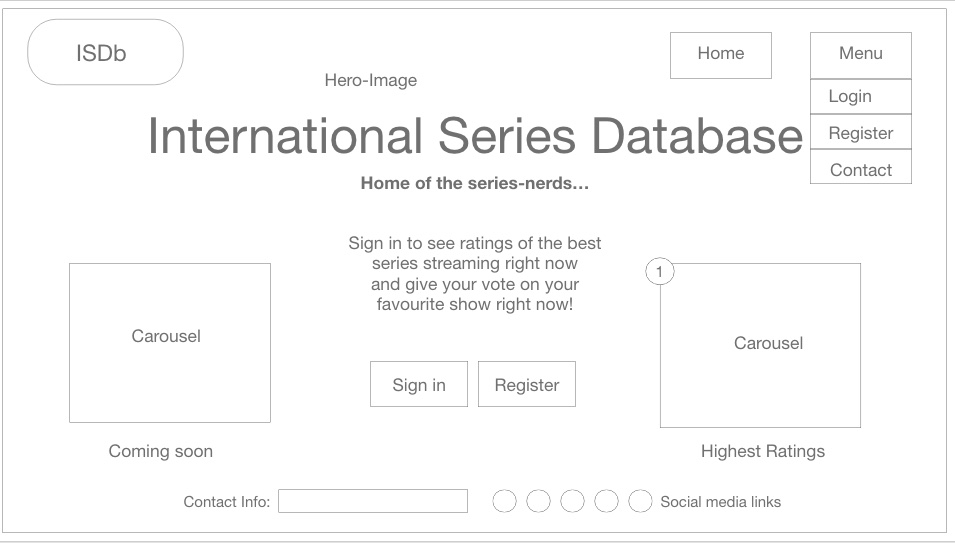 ISDb
Home
Menu
Hero-Image
Login
International Series Database
Register
Contact
Home of the series-nerds...
Sign in to see ratings of the best
series streaming right now
and give your vote on your
favourite show right now!
1
Carousel
Carousel
Sign in
Register
Coming soon
Highest Ratings
Contact Info:
Social media links